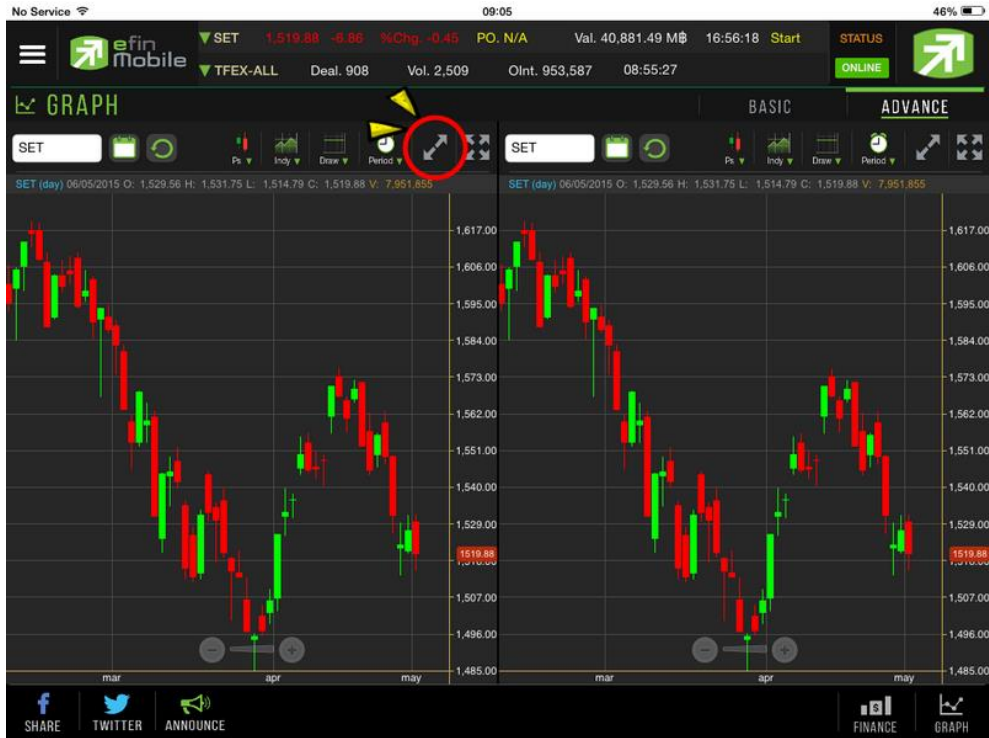 No Service 09:05 46%
efin Mobile
▼ SET 1,519.88 -6.86 %Chg. -0.45 PO. N/A Val. 40,881.49 M฿ 16:56:18 Start STATUS
▼ TFEX-ALL Deal. 908 Vol. 2,509 OInt. 953,587 08:55:27 ONLINE
GRAPH BASIC ADVANCE
SET Ps ▼ Indy ▼ Draw ▼ Period ▼
SET (day) 06/05/2015 O: 1,529.56 H: 1,531.75 L: 1,514.79 C: 1,519.88 V: 7,951,855
1,617.00
1,606.00
1,595.00
1,584.00
1,573.00
1,562.00
1,551.00
1,540.00
1,529.00
1519.88
1,507.00
1,496.00
1,485.00
mar apr may
SET Ps ▼ Indy ▼ Draw ▼ Period ▼
SET (day) 06/05/2015 O: 1,529.56 H: 1,531.75 L: 1,514.79 C: 1,519.88 V: 7,951,855
1,617.00
1,606.00
1,595.00
1,584.00
1,573.00
1,562.00
1,551.00
1,540.00
1,529.00
1519.88
1,507.00
1,496.00
1,485.00
mar apr may
SHARE TWITTER ANNOUNCE FINANCE GRAPH